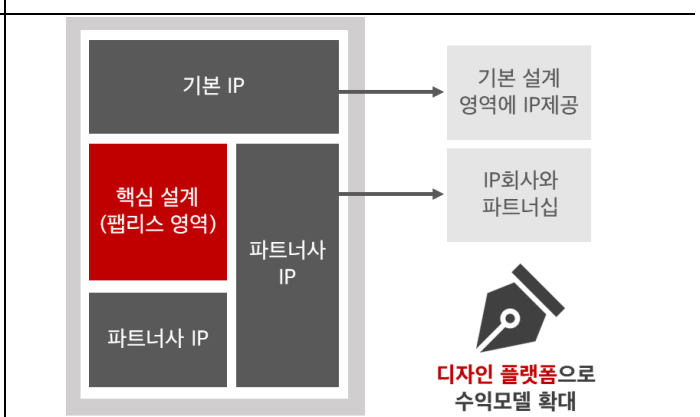 기본 IP
기본 설계
영역에 IP제공
핵심 설계
(팹리스 영역)
파트너사
IP
IP회사와
파트너십
파트너사 IP
디자인 플랫폼으로
수익모델 확대